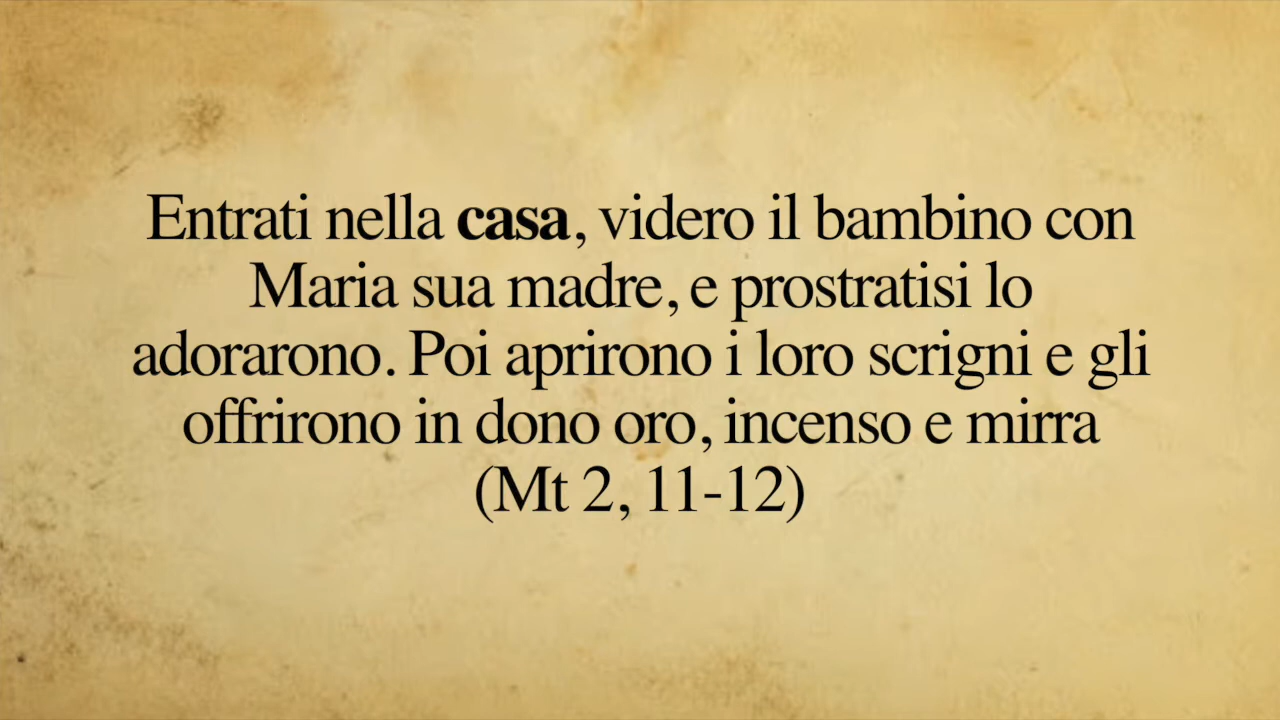 Entrati nella casa, videro il bambino con
Maria sua madre, e prostratisi lo
adorarono. Poi aprirono i loro scrigni e gli
offrirono in dono oro, incenso e mirra
(Mt 2, 11-12)